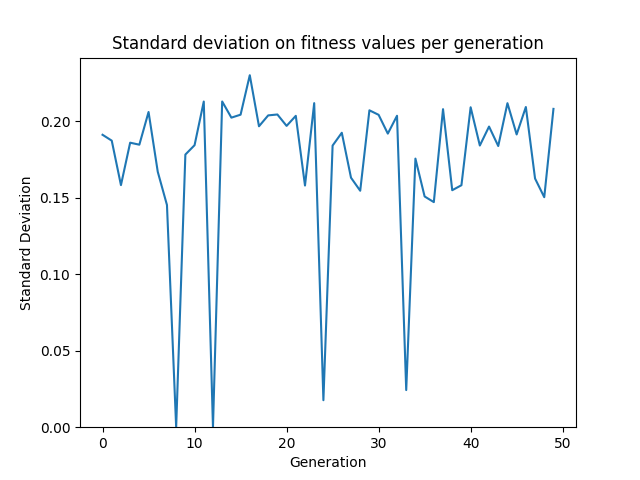 Standard deviation on fitness values per generation
0.20
0.15
0.10
0.05
0.00
Standard Deviation
0 10 20 30 40 50
Generation